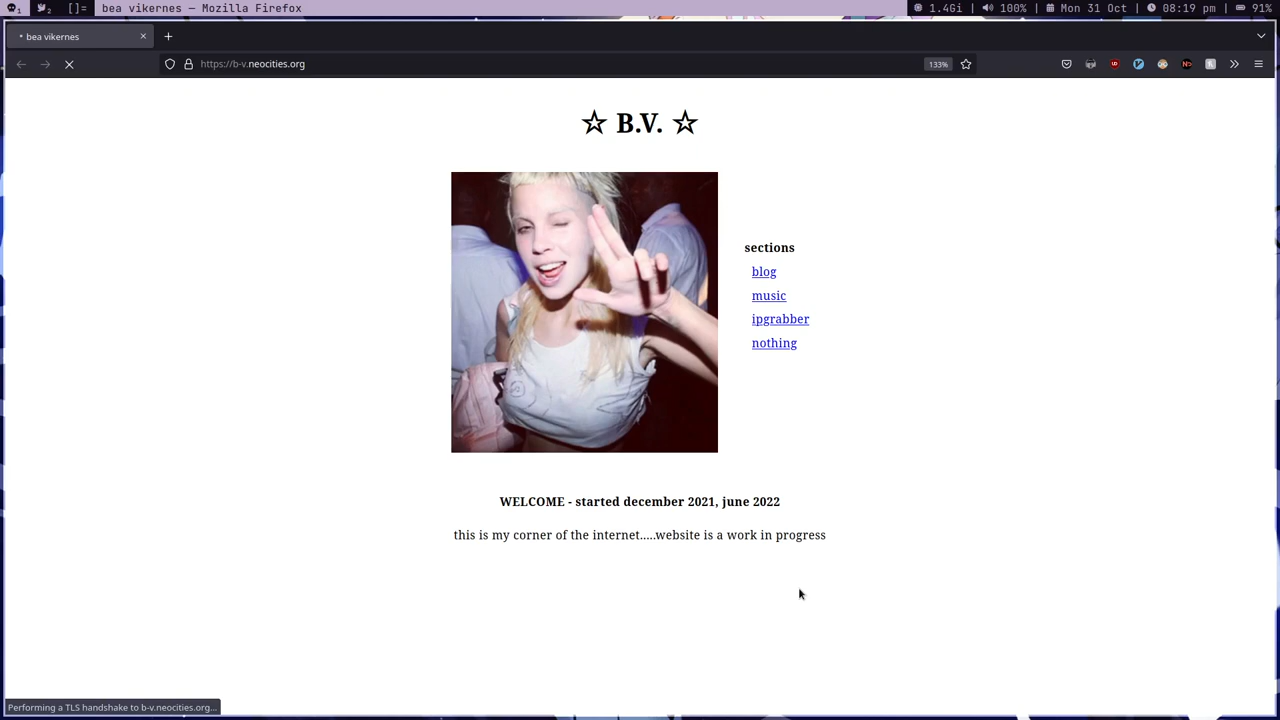 1 2 []= bea vikernes — Mozilla Firefox 1.4Gi | 100% | Mon 31 Oct | 08:19 pm | 91%
* bea vikernes
https://b-v.neocities.org 133%
☆ B.V. ☆
sections
blog
music
ipgrabber
nothing
WELCOME - started december 2021, june 2022
this is my corner of the internet.....website is a work in progress
Performing a TLS handshake to b-v.neocities.org...